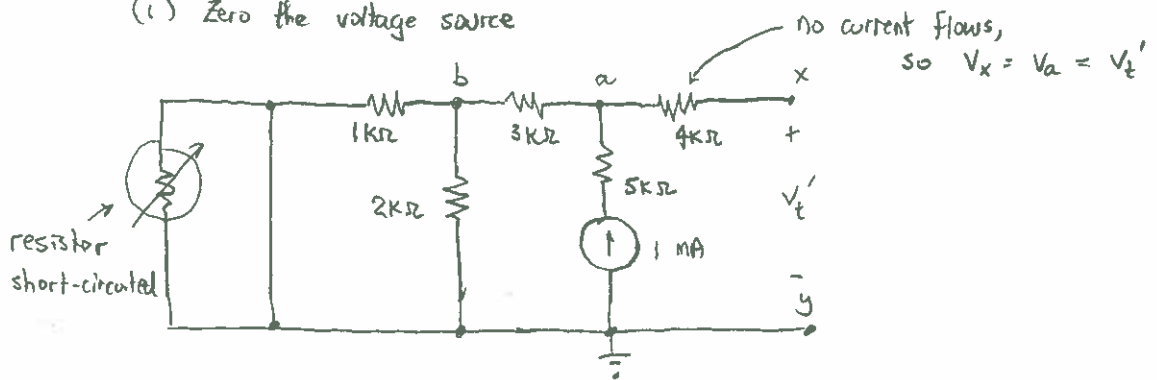 (i) Zero the voltage source
no current flows,
so Vx = Va = Vt'
b
a
x
1KΩ
3KΩ
4KΩ
+
2KΩ
5KΩ
Vt'
resistor
short-circuited
1 mA
-
y